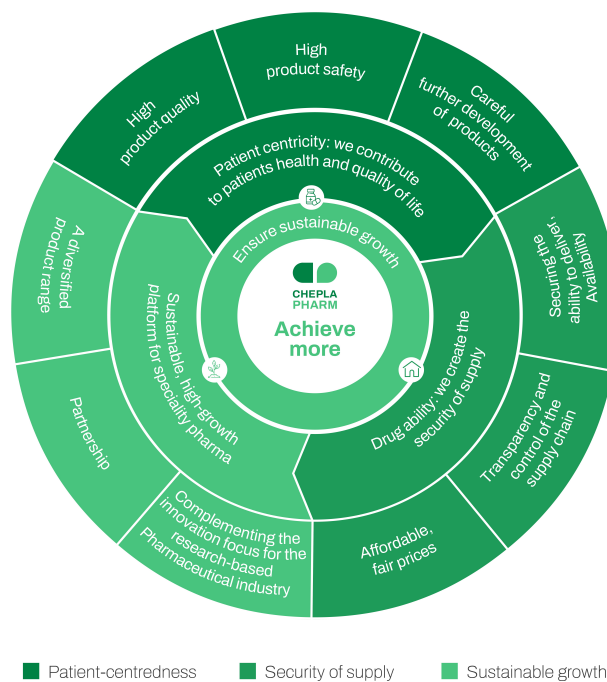 High
product quality
High
product safety
Careful
further development
of products
Securing the
ability to deliver,
Availability
Transparency and
control of the
supply chain
Affordable,
fair prices
Complementing the
innovation focus for the
research-based
Pharmaceutical industry
Partnership
A diversified
product range
Patient centricity: we contribute
to patients health and quality of life
Drug ability: we create the
security of supply
Sustainable, high-growth
platform for speciality pharma
Ensure sustainable growth
CHEPLA
PHARM
Achieve
more
Patient-centredness
Security of supply
Sustainable growth